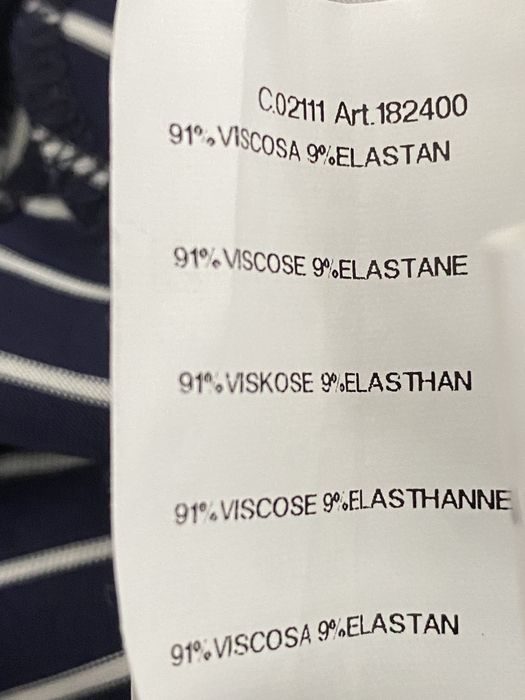 C.02111 Art.182400
91% VISCOSA 9%ELASTAN
91% VISCOSE 9%ELASTANE
91% VISKOSE 9%ELASTHAN
91% VISCOSE 9%ELASTHANNE
91% VISCOSA 9%ELASTAN